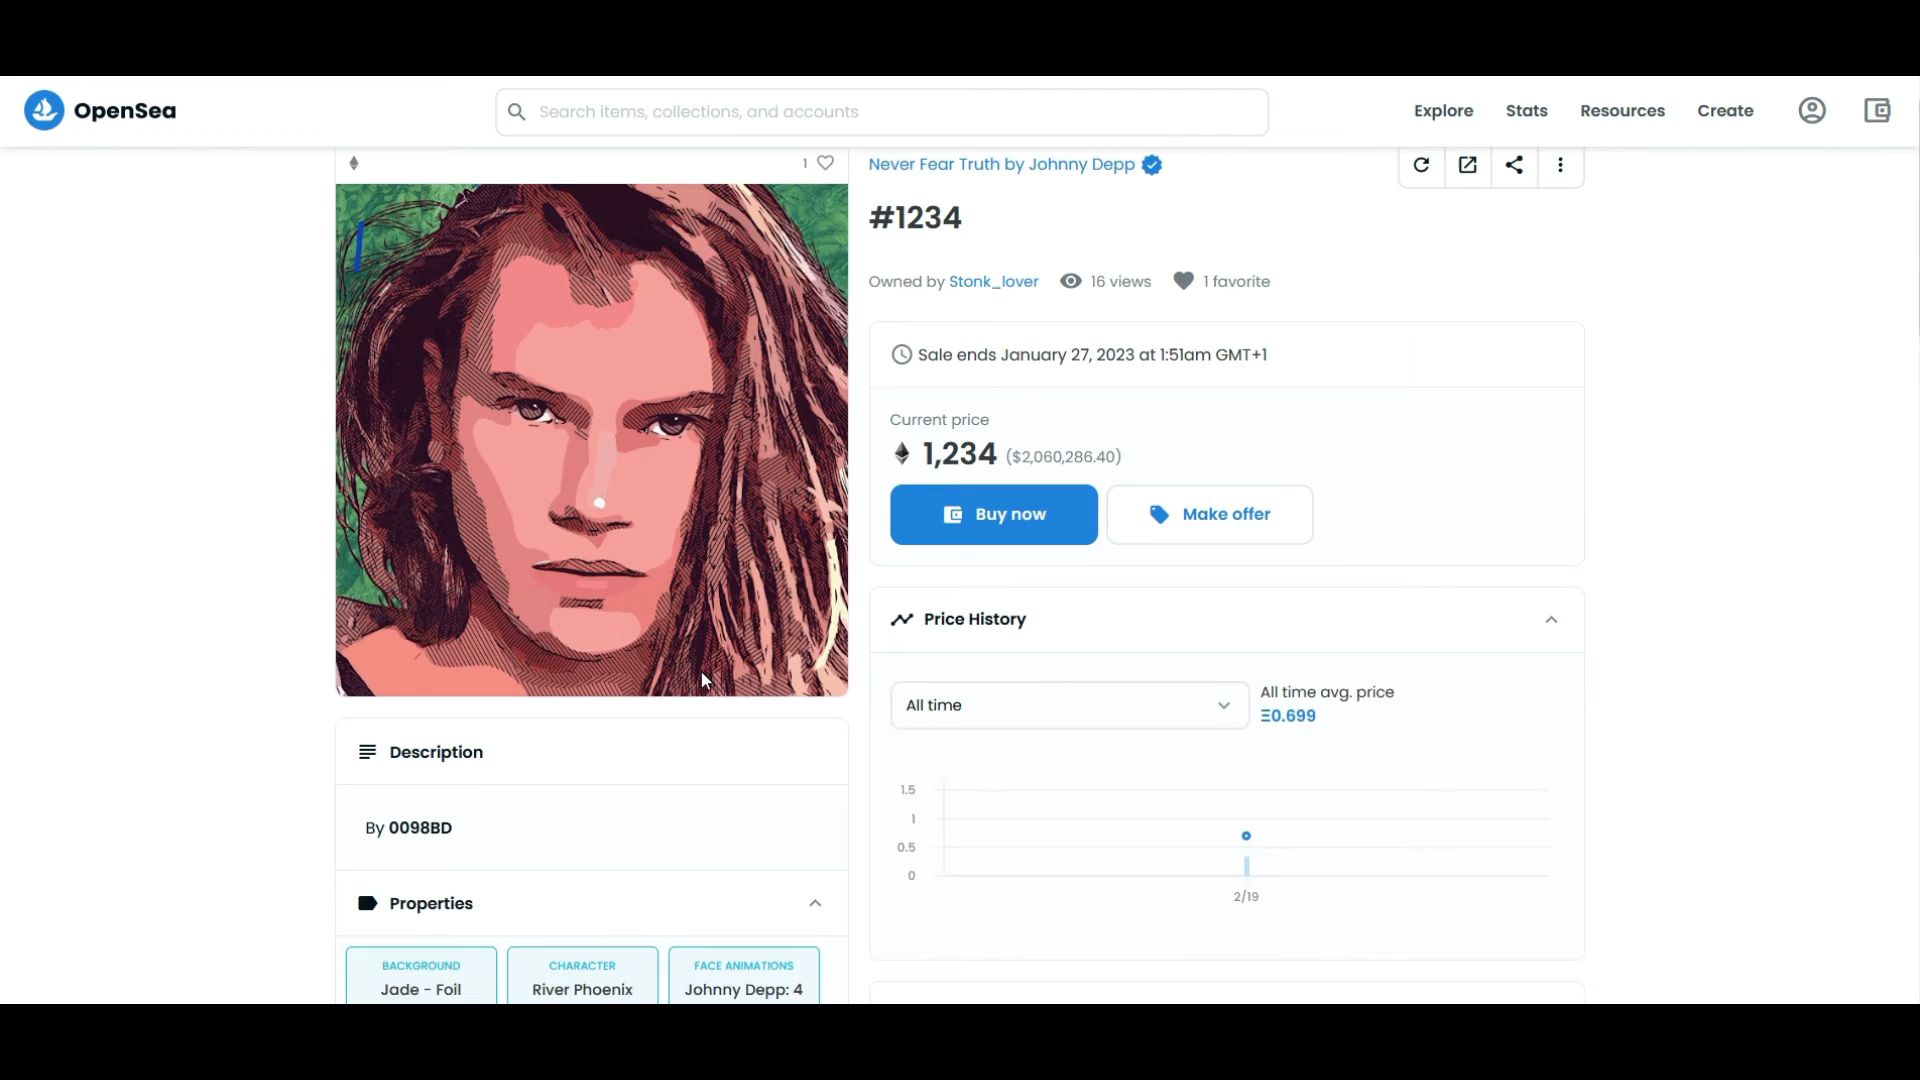 OpenSea
Search items, collections, and accounts
Explore
Stats
Resources
Create
1
Never Fear Truth by Johnny Depp
#1234
Owned by Stonk_lover
16 views
1 favorite
Sale ends January 27, 2023 at 1:51am GMT+1
Current price
1,234 ($2,060,286.40)
Buy now
Make offer
Price History
All time
All time avg. price
Ξ0.699
1.5
1
0.5
0
2/19
Description
By 0098BD
Properties
BACKGROUND
Jade - Foil
CHARACTER
River Phoenix
FACE ANIMATIONS
Johnny Depp: 4